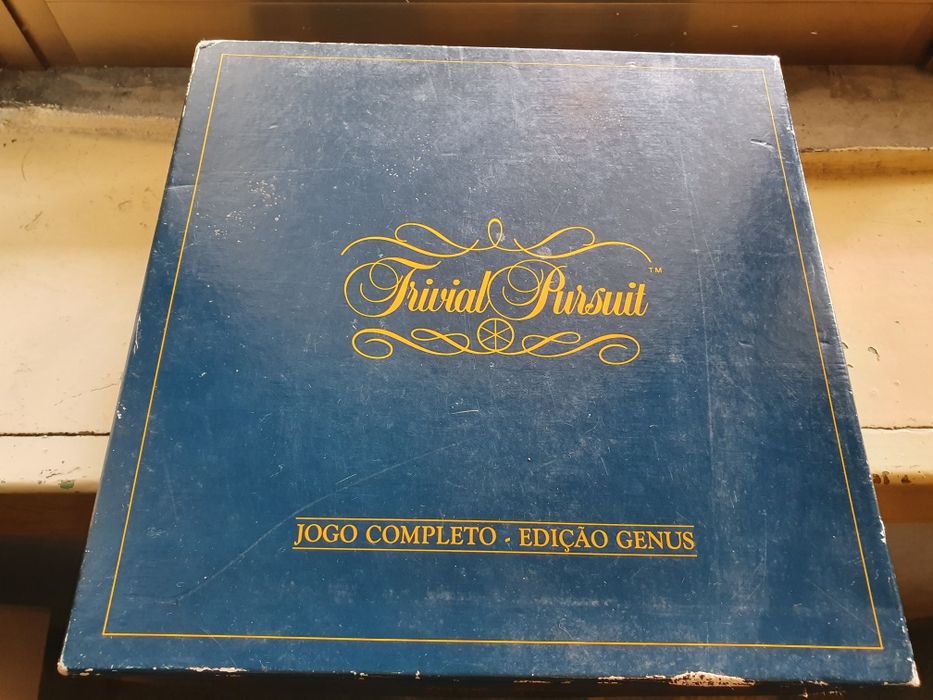 Trivial Pursuit™
JOGO COMPLETO - EDIÇÃO GENUS